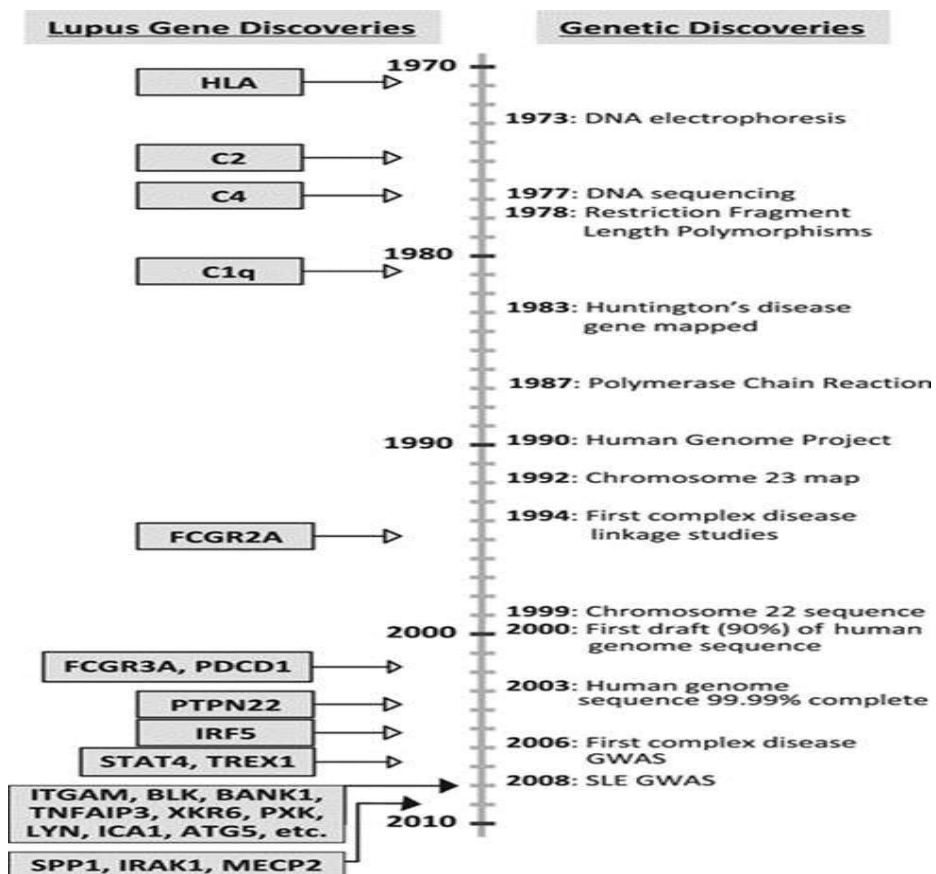 Lupus Gene Discoveries
Genetic Discoveries
1970
HLA
1973: DNA electrophoresis
C2
C4
1977: DNA sequencing
1978: Restriction Fragment
Length Polymorphisms
1980
C1q
1983: Huntington's disease
gene mapped
1987: Polymerase Chain Reaction
1990
1990: Human Genome Project
1992: Chromosome 23 map
1994: First complex disease
linkage studies
FCGR2A
1999: Chromosome 22 sequence
2000
2000: First draft (90%) of human
genome sequence
FCGR3A, PDCD1
2003: Human genome
sequence 99.99% complete
PTPN22
IRF5
2006: First complex disease
GWAS
STAT4, TREX1
2008: SLE GWAS
ITGAM, BLK, BANK1,
TNFAIP3, XKR6, PXK,
LYN, ICA1, ATG5, etc.
2010
SPP1, IRAK1, MECP2